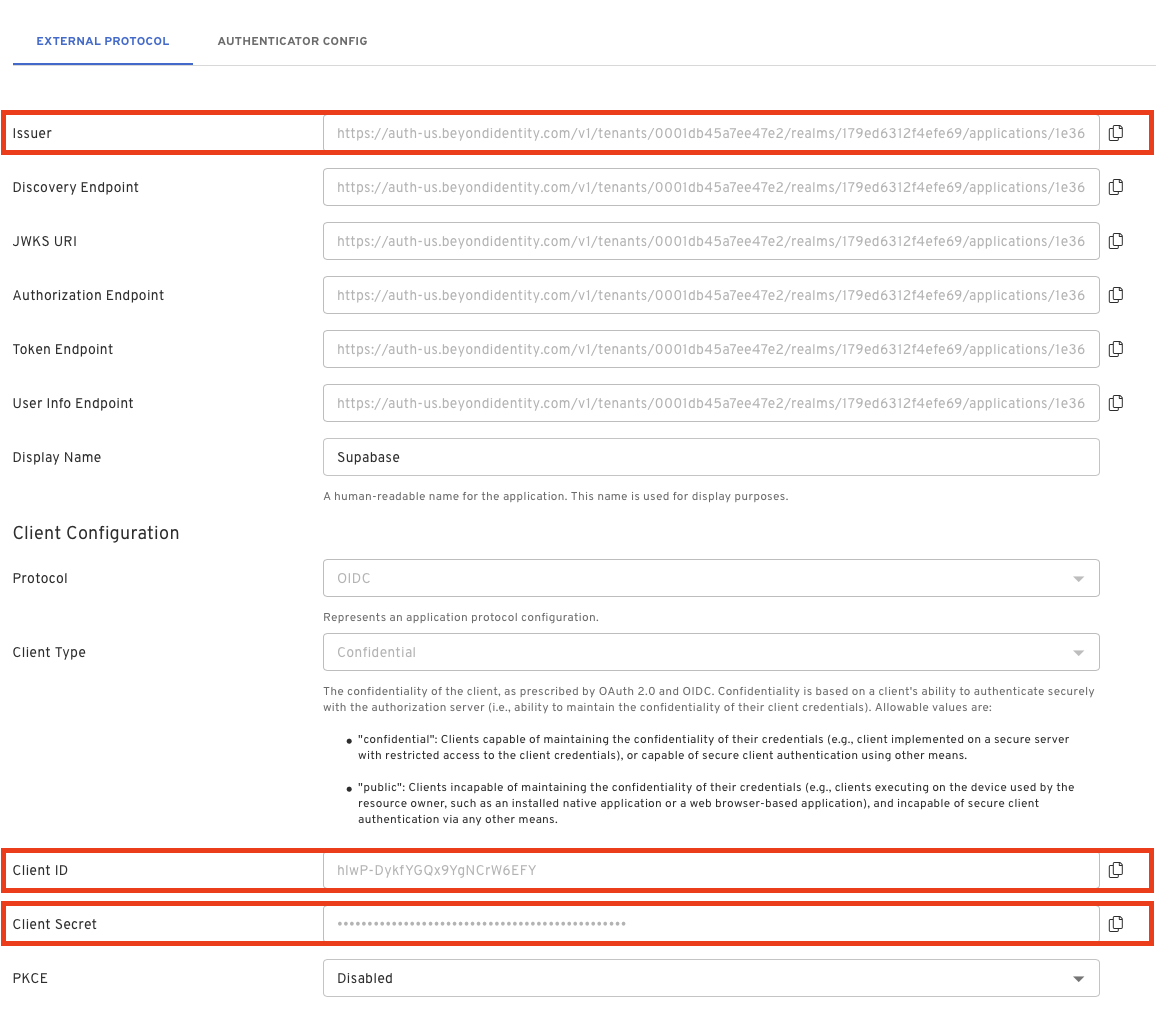 EXTERNAL PROTOCOL AUTHENTICATOR CONFIG
Issuer https://auth-us.beyondidentity.com/v1/tenants/0001db45a7ee47e2/realms/179ed6312f4efe69/applications/1e36
Discovery Endpoint https://auth-us.beyondidentity.com/v1/tenants/0001db45a7ee47e2/realms/179ed6312f4efe69/applications/1e36
JWKS URI https://auth-us.beyondidentity.com/v1/tenants/0001db45a7ee47e2/realms/179ed6312f4efe69/applications/1e36
Authorization Endpoint https://auth-us.beyondidentity.com/v1/tenants/0001db45a7ee47e2/realms/179ed6312f4efe69/applications/1e36
Token Endpoint https://auth-us.beyondidentity.com/v1/tenants/0001db45a7ee47e2/realms/179ed6312f4efe69/applications/1e36
User Info Endpoint https://auth-us.beyondidentity.com/v1/tenants/0001db45a7ee47e2/realms/179ed6312f4efe69/applications/1e36
Display Name Supabase
A human-readable name for the application. This name is used for display purposes.
Client Configuration
Protocol OIDC
Represents an application protocol configuration.
Client Type Confidential
The confidentiality of the client, as prescribed by OAuth 2.0 and OIDC. Confidentiality is based on a client's ability to authenticate securely
with the authorization server (i.e., ability to maintain the confidentiality of their client credentials). Allowable values are:
• "confidential": Clients capable of maintaining the confidentiality of their credentials (e.g., client implemented on a secure server
with restricted access to the client credentials), or capable of secure client authentication using other means.
• "public": Clients incapable of maintaining the confidentiality of their credentials (e.g., clients executing on the device used by the
resource owner, such as an installed native application or a web browser-based application), and incapable of secure client
authentication via any other means.
Client ID hlwP-DykfYGQx9YgNCrW6EFY
Client Secret ••••••••••••••••••••••••••••••••••••••••••••••••
PKCE Disabled